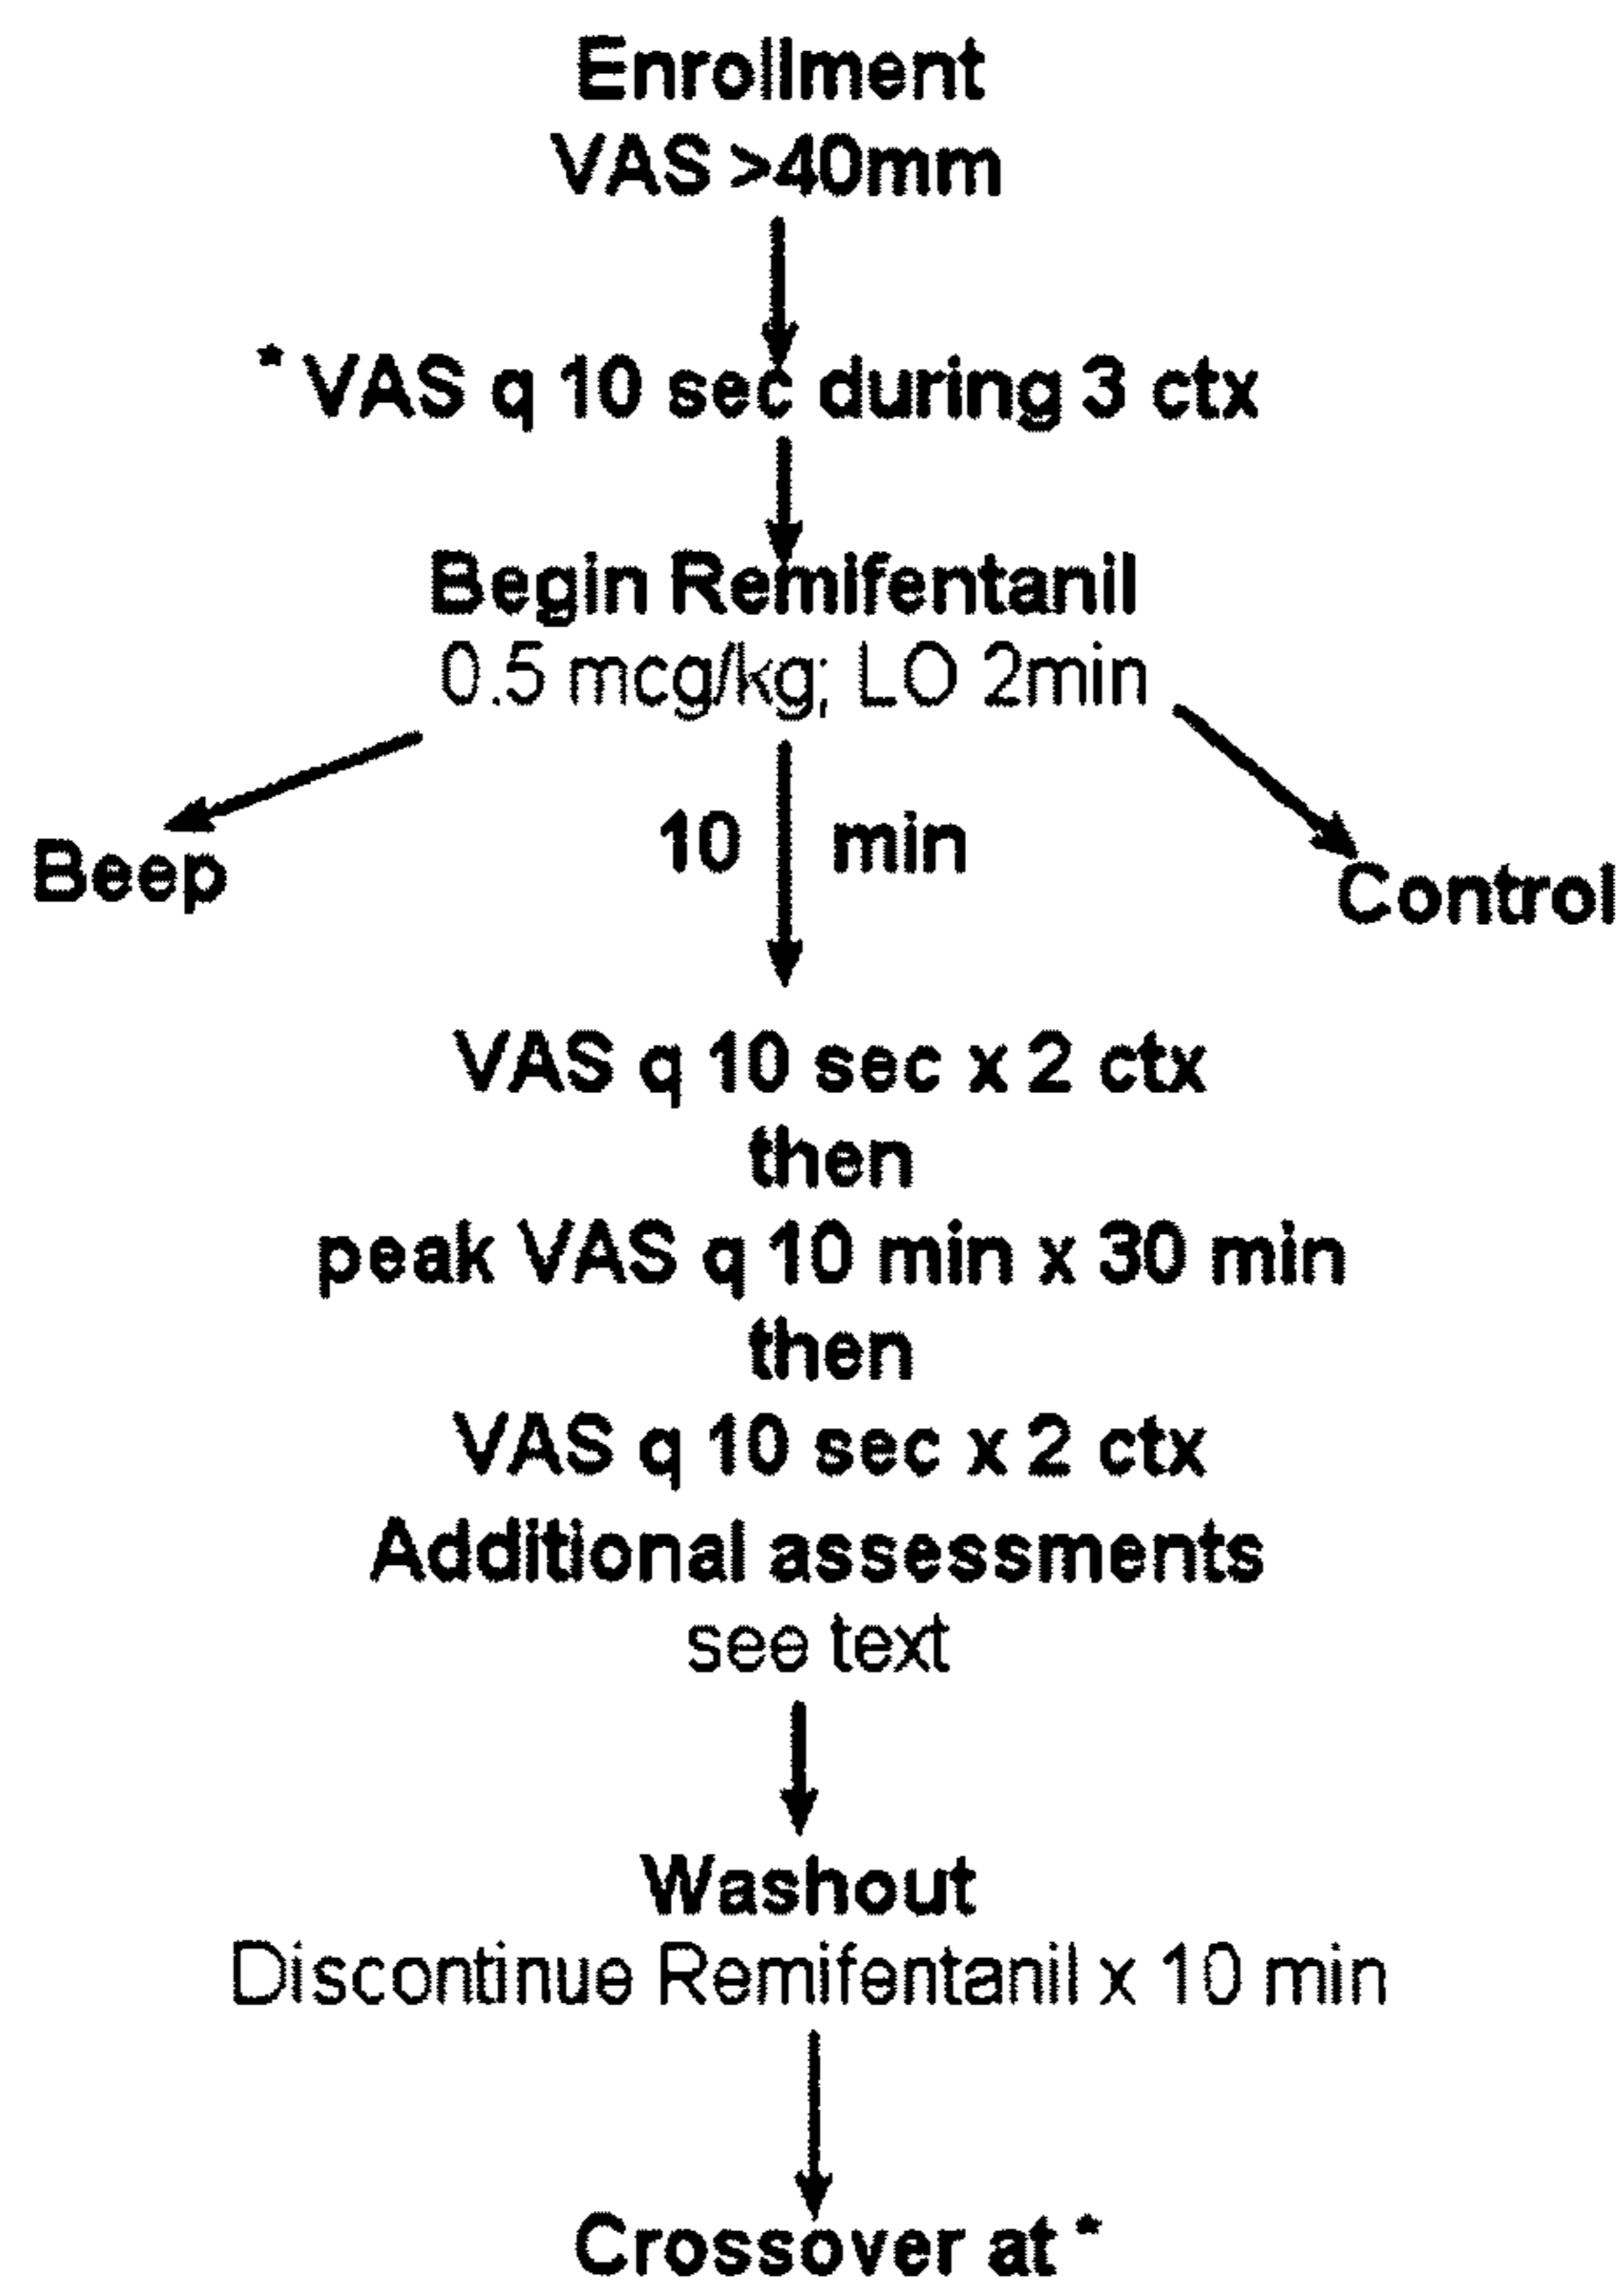 Enrollment
VAS >40mm
* VAS q 10 sec during 3 ctx
Begin Remifentanil
0.5 mcg/kg; LO 2min
10 min
Beep
Control
VAS q 10 sec x 2 ctx
then
peak VAS q 10 min x 30 min
then
VAS q 10 sec x 2 ctx
Additional assessments
see text
Washout
Discontinue Remifentanil x 10 min
Crossover at *